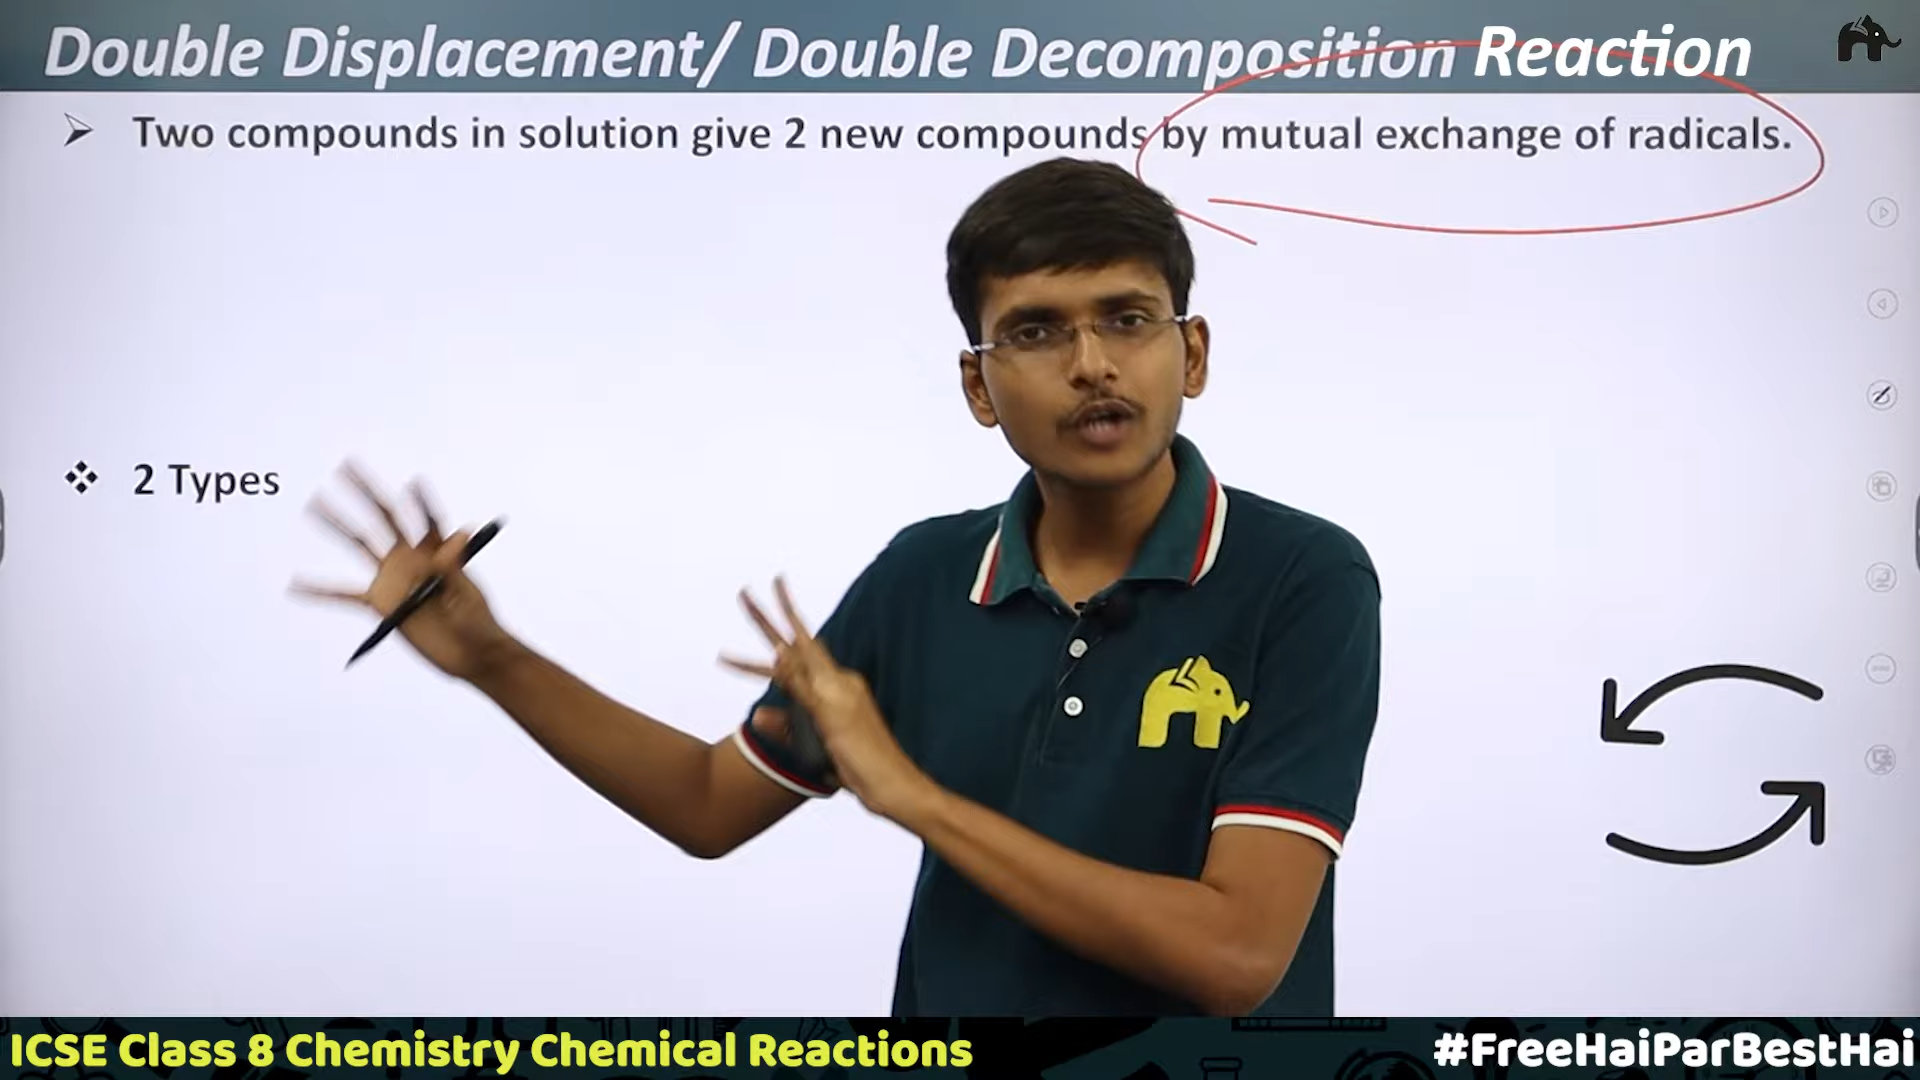 Double Displacement/ Double Decomposition Reaction
Two compounds in solution give 2 new compounds by mutual exchange of radicals.
2 Types
ICSE Class 8 Chemistry Chemical Reactions
#FreeHaiParBestHai